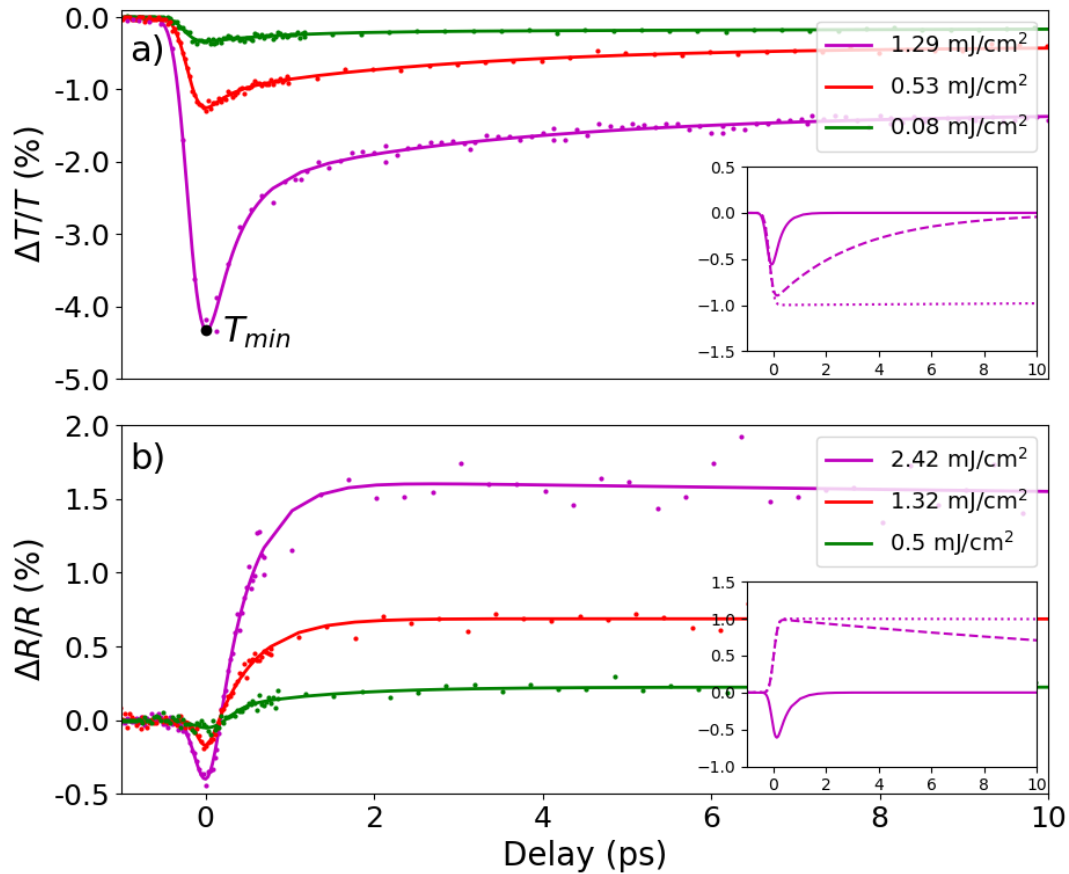 a)
ΔT/T (%)
0.0
-1.0
-2.0
-3.0
-4.0
-5.0
1.29 mJ/cm²
0.53 mJ/cm²
0.08 mJ/cm²
T_min
0.5
0.0
-0.5
-1.0
-1.5
0 2 4 6 8 10
b)
ΔR/R (%)
2.0
1.5
1.0
0.5
0.0
-0.5
2.42 mJ/cm²
1.32 mJ/cm²
0.5 mJ/cm²
1.5
1.0
0.5
0.0
-0.5
-1.0
0 2 4 6 8 10
0 2 4 6 8 10
Delay (ps)